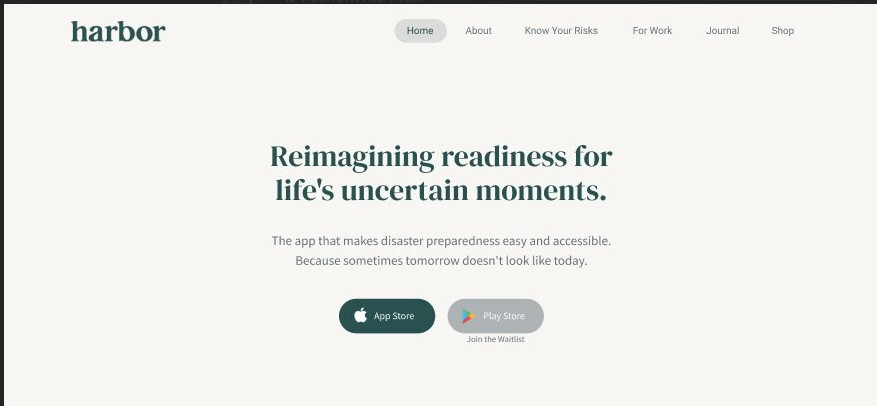 harbor
Home About Know Your Risks For Work Journal Shop
Reimagining readiness for
life's uncertain moments.
The app that makes disaster preparedness easy and accessible.
Because sometimes tomorrow doesn't look like today.
App Store Play Store
Join the Waitlist